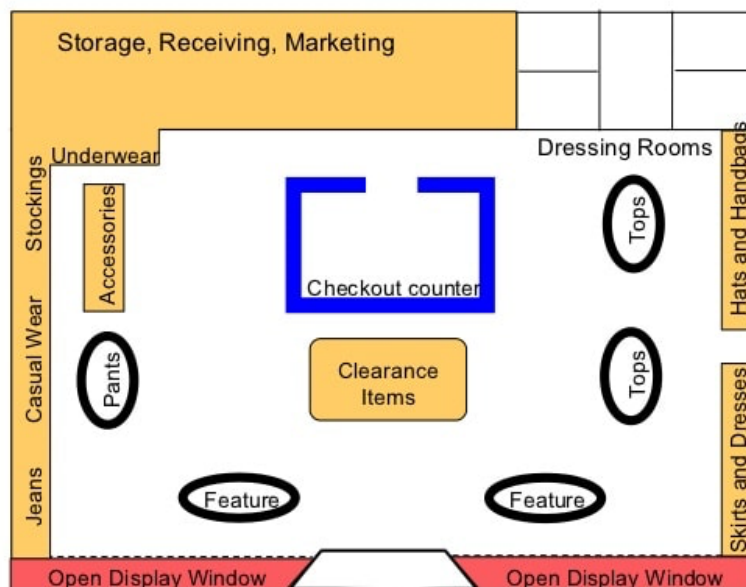 Storage, Receiving, Marketing
Underwear
Dressing Rooms
Stockings
Accessories
Tops
Hats and Handbags
Checkout counter
Casual Wear
Pants
Clearance
Items
Tops
Jeans
Feature
Feature
Skirts and Dresses
Open Display Window
Open Display Window